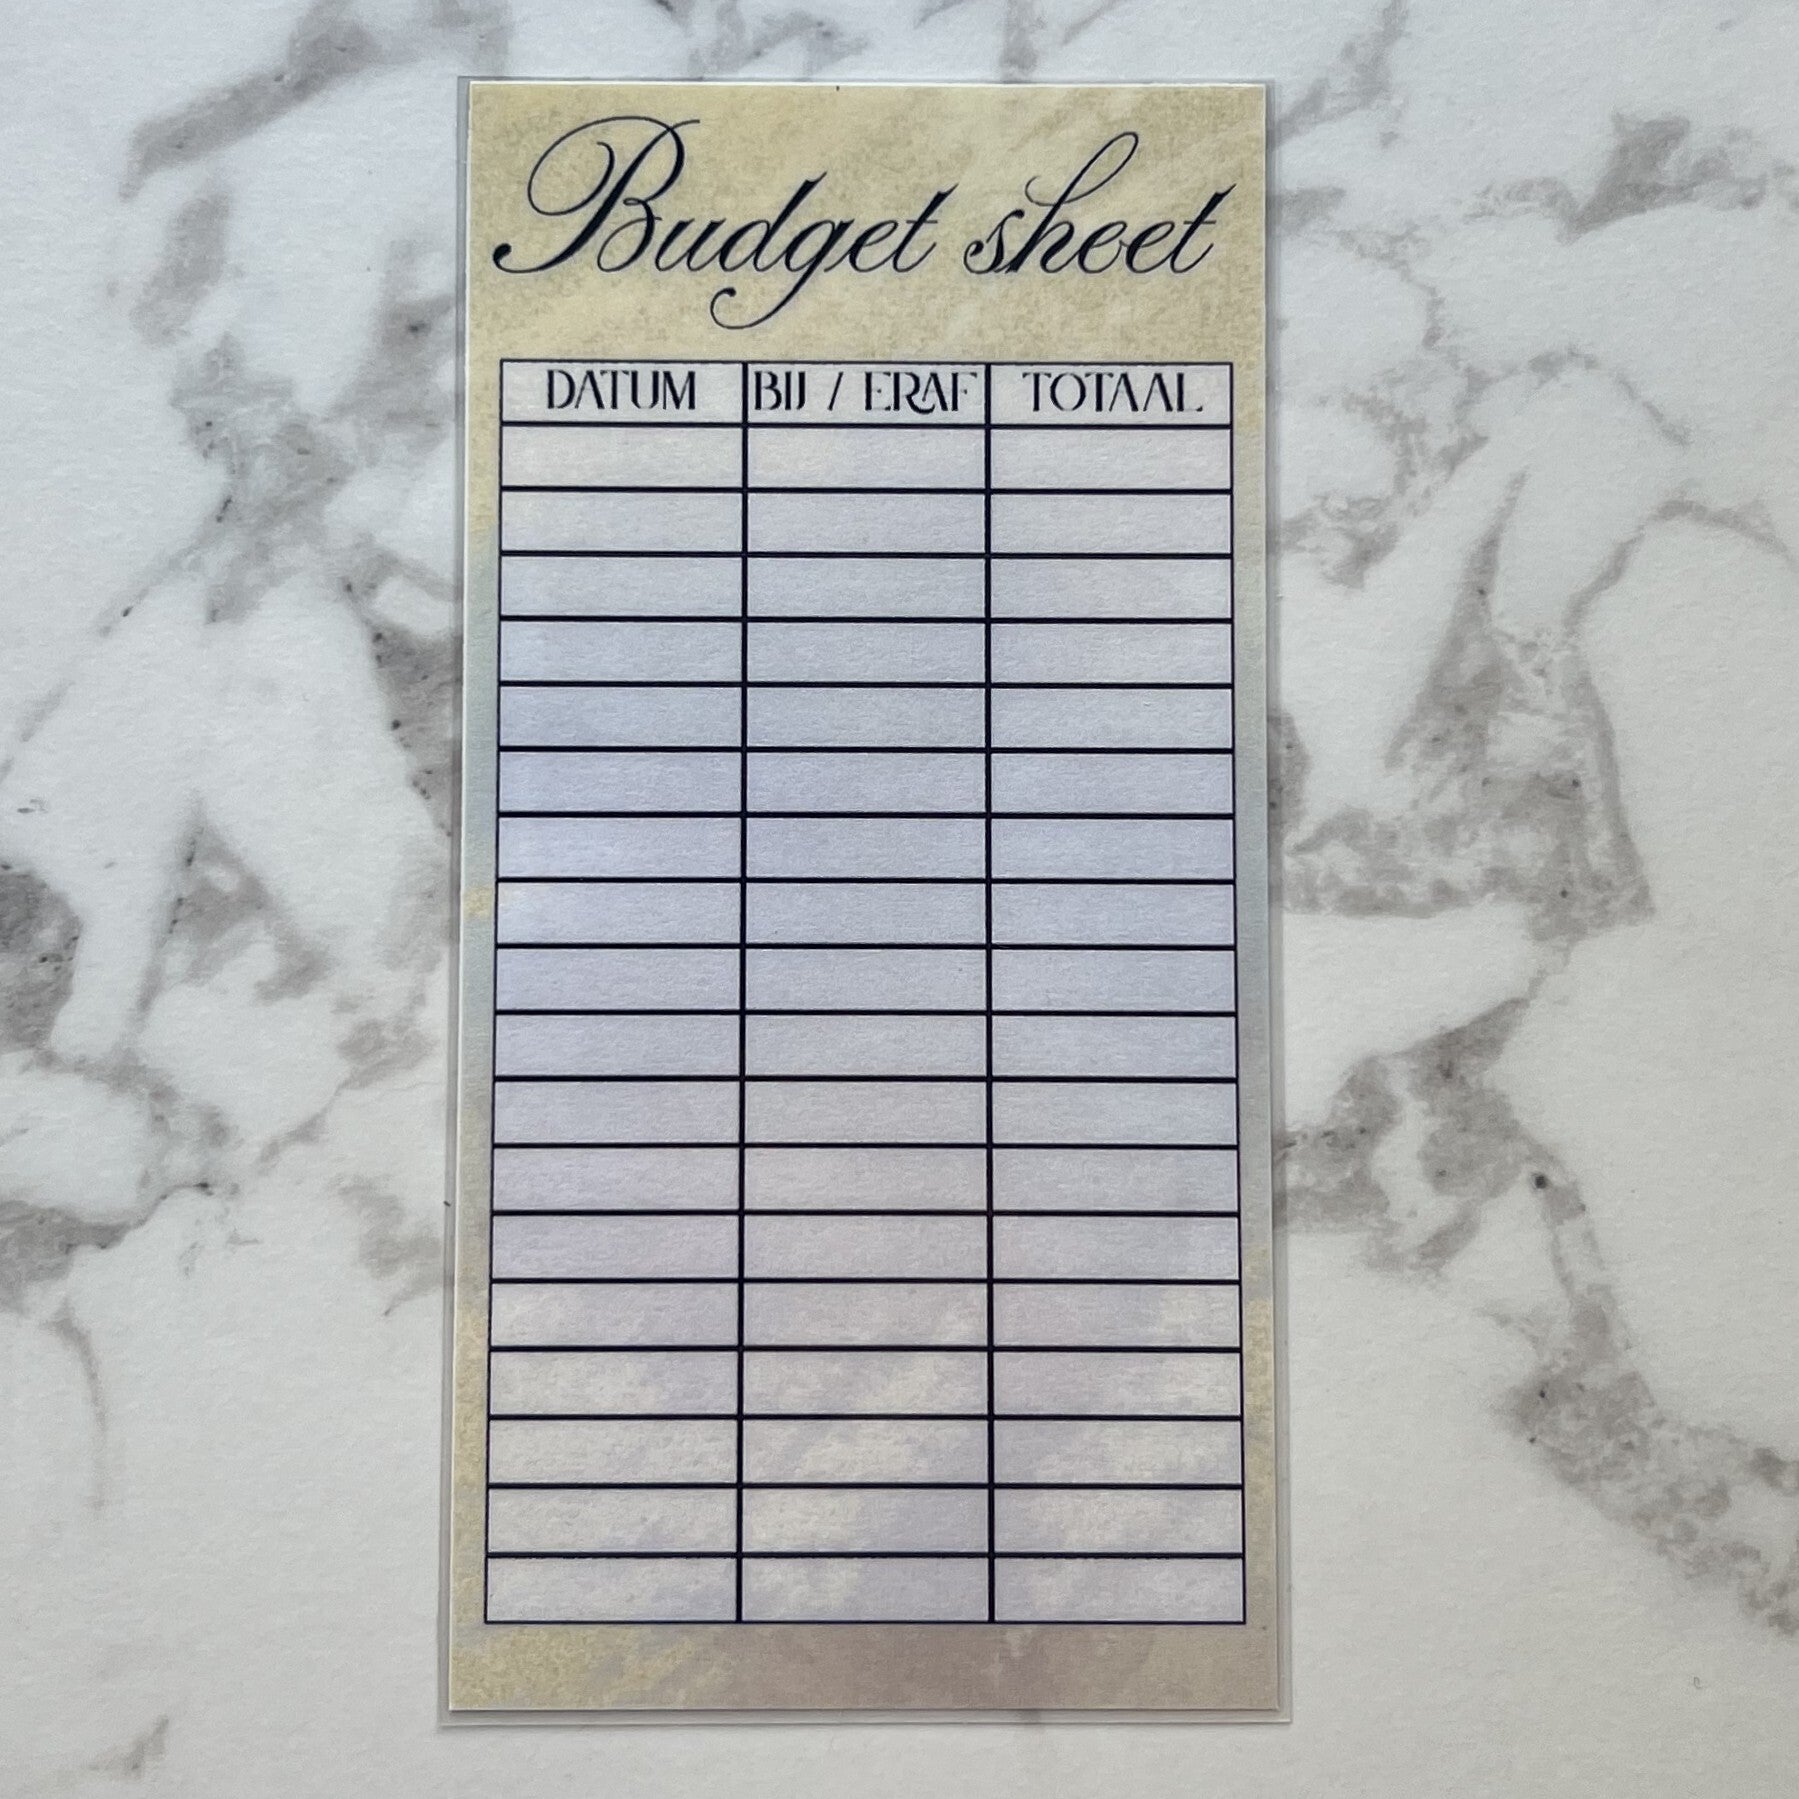 Budget sheet
DATUM BIJ / ERAF TOTAAL